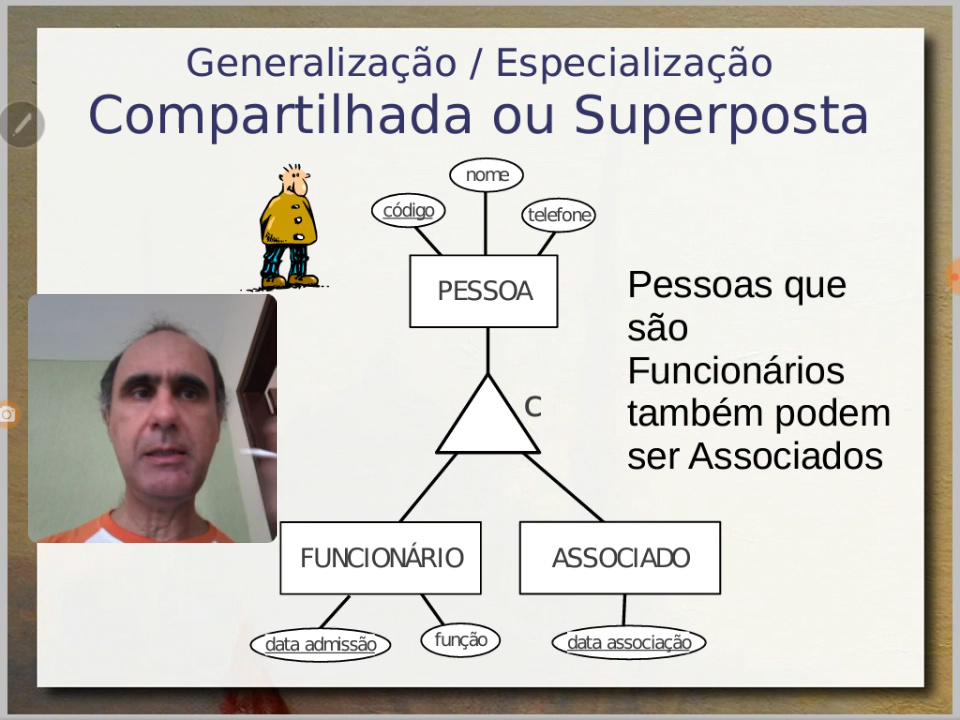 Generalização / Especialização
Compartilhada ou Superposta
nome
código
telefone
PESSOA
Pessoas que
são
Funcionários
também podem
ser Associados
C
FUNCIONÁRIO
ASSOCIADO
data admissão
função
data associação